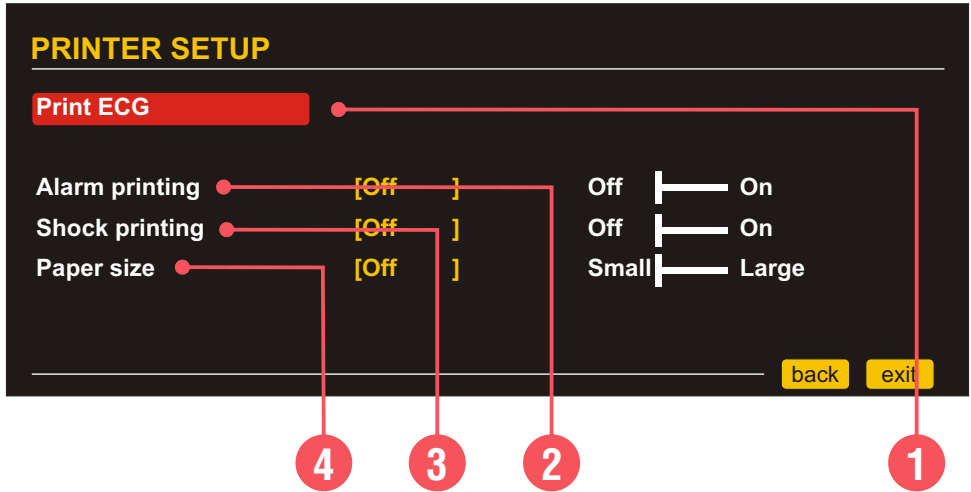 PRINTER SETUP
Print ECG
Alarm printing [Off ] Off On
Shock printing [Off ] Off On
Paper size [Off ] Small Large
back exit
4 3 2 1